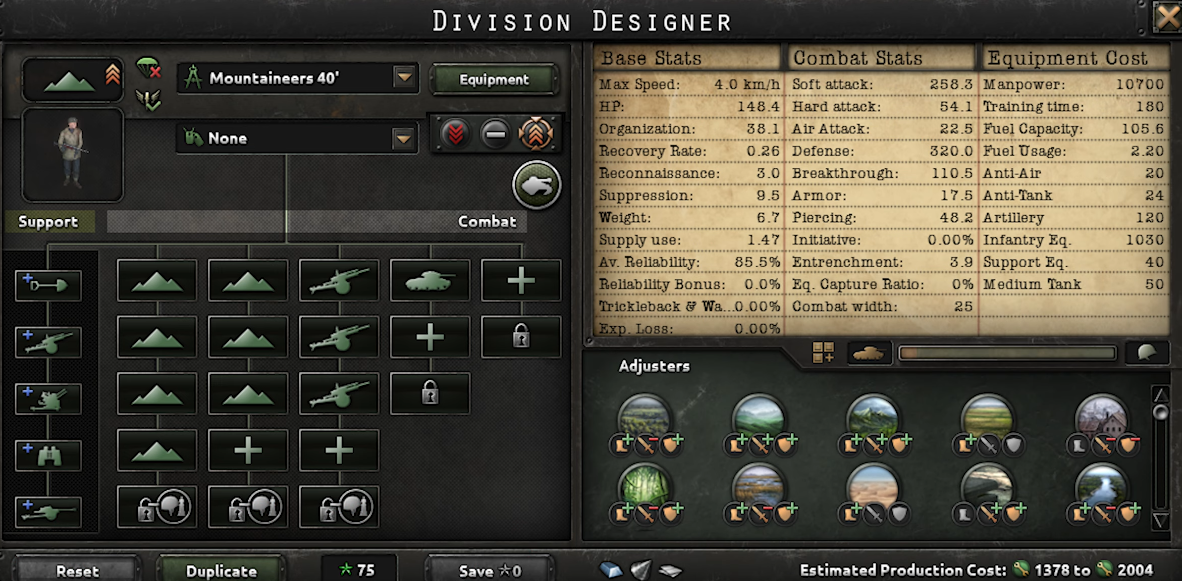 Division Designer
Mountaineers 40'
Equipment
None
Support
Combat
Base Stats
Max Speed: 4.0 km/h
HP: 148.4
Organization: 38.1
Recovery Rate: 0.26
Reconnaissance: 3.0
Suppression: 9.5
Weight: 6.7
Supply use: 1.47
Av. Reliability: 85.5%
Reliability Bonus: 0.0%
Trickleback & Wa...0.00%
Exp. Loss: 0.00%
Combat Stats
Soft attack: 258.3
Hard attack: 54.1
Air Attack: 22.5
Defense: 320.0
Breakthrough: 110.5
Armor: 17.5
Piercing: 48.2
Initiative: 0.00%
Entrenchment: 3.9
Eq. Capture Ratio: 0%
Combat width: 25
Equipment Cost
Manpower: 10700
Training time: 180
Fuel Capacity: 105.6
Fuel Usage: 2.20
Anti-Air 20
Anti-Tank 24
Artillery 120
Infantry Eq. 1030
Support Eq. 40
Medium Tank 50
Adjusters
Reset
Duplicate
75
Save 0
Estimated Production Cost: 1378 to 2004